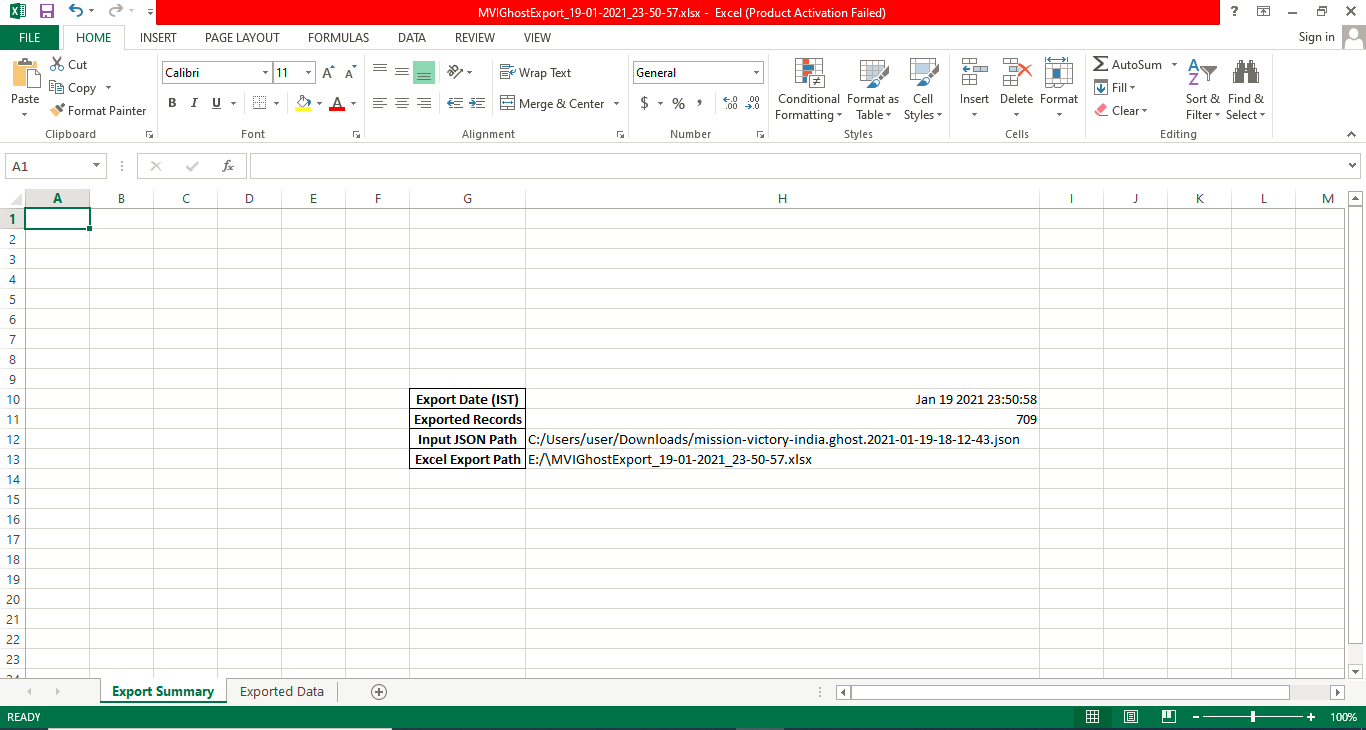 MVIGhostExport_19-01-2021_23-50-57.xlsx - Excel (Product Activation Failed)
?
FILE HOME INSERT PAGE LAYOUT FORMULAS DATA REVIEW VIEW Sign in
Paste
Cut
Copy
Format Painter
Clipboard
Calibri 11 A A
B I U A
Font
Wrap Text
Merge & Center
Alignment
General
$ % , .00 .00
Number
Conditional Formatting
Format as Table
Cell Styles
Styles
Insert Delete Format
Cells
AutoSum
Fill
Clear
Sort & Filter
Find & Select
Editing
A1 fx
A B C D E F G H I J K L M
1
2
3
4
5
6
7
8
9
10 Export Date (IST) Jan 19 2021 23:50:58
11 Exported Records 709
12 Input JSON Path C:/Users/user/Downloads/mission-victory-india.ghost.2021-01-19-18-12-43.json
13 Excel Export Path E:/\MVIGhostExport_19-01-2021_23-50-57.xlsx
14
15
16
17
18
19
20
21
22
23
24
Export Summary Exported Data
READY 100%